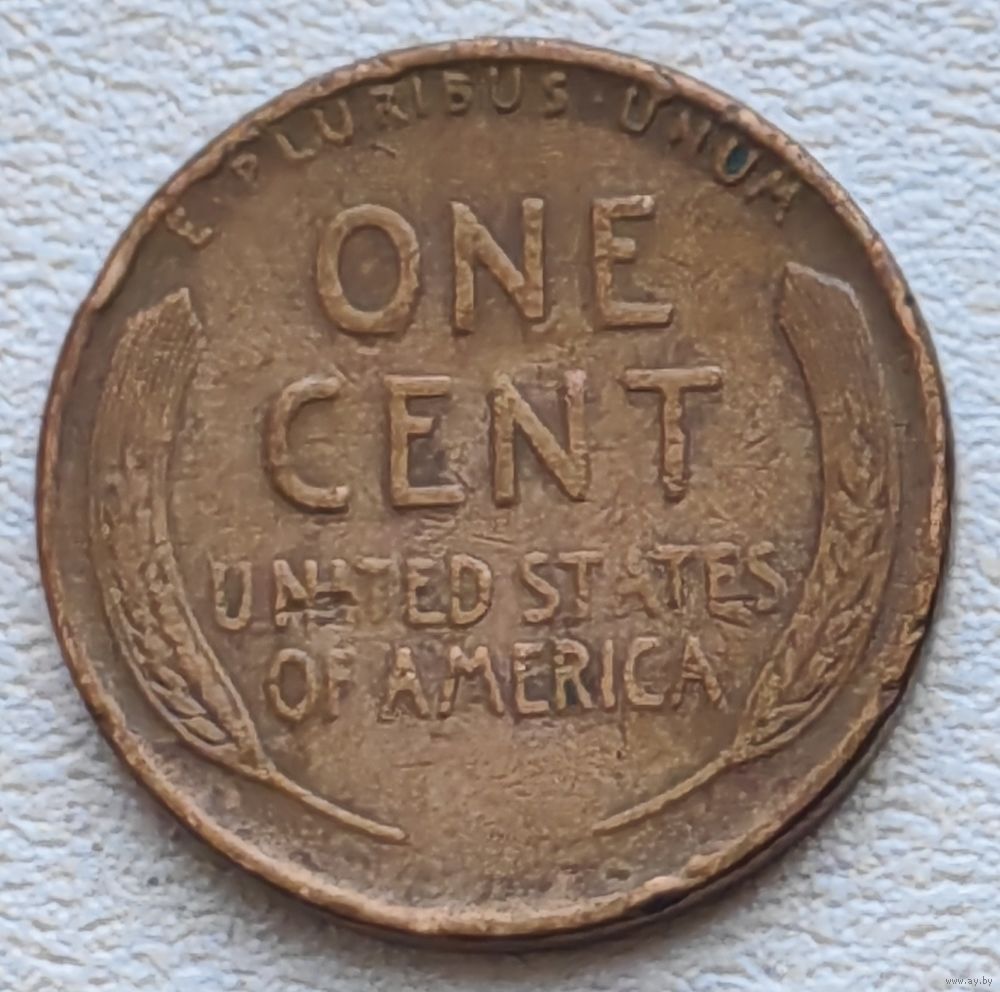 E PLURIBUS · UNUM
ONE
CENT
UNITED STATES
OF AMERICA
www.ay.by